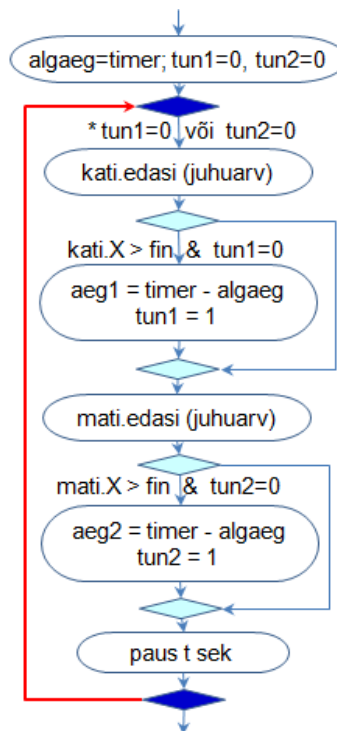 algaeg=timer; tun1=0, tun2=0
* tun1=0 või tun2=0
kati.edasi (juhuarv)
kati.X > fin & tun1=0
aeg1 = timer - algaeg
tun1 = 1
mati.edasi (juhuarv)
mati.X > fin & tun2=0
aeg2 = timer - algaeg
tun2 = 1
paus t sek